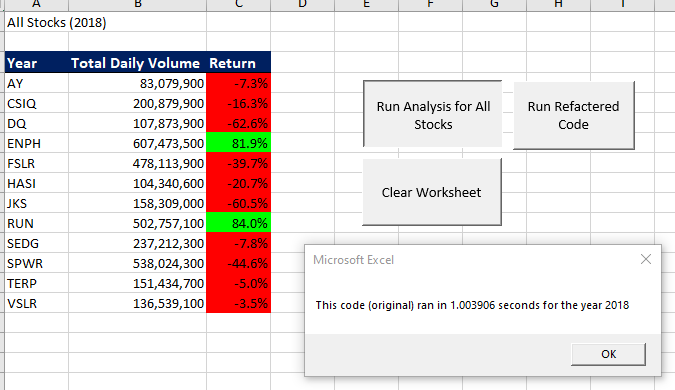 A B C D E F G H I
All Stocks (2018)
Year Total Daily Volume Return
AY 83,079,900 -7.3%
CSIQ 200,879,900 -16.3%
DQ 107,873,900 -62.6%
ENPH 607,473,500 81.9%
FSLR 478,113,900 -39.7%
HASI 104,340,600 -20.7%
JKS 158,309,000 -60.5%
RUN 502,757,100 84.0%
SEDG 237,212,300 -7.8%
SPWR 538,024,300 -44.6%
TERP 151,434,700 -5.0%
VSLR 136,539,100 -3.5%
Run Analysis for All
Stocks
Run Refactered
Code
Clear Worksheet
Microsoft Excel
This code (original) ran in 1.003906 seconds for the year 2018
OK